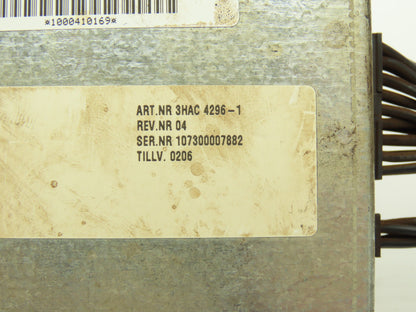 *1000410169*
ART.NR 3HAC 4296-1
REV.NR 04
SER.NR 107300007882
TILLV. 0206